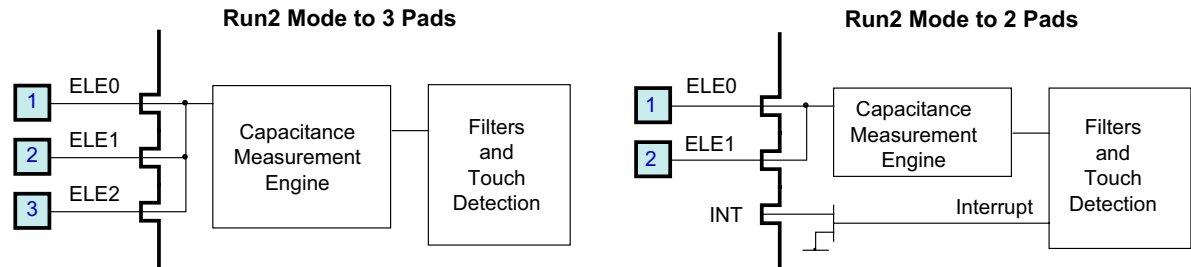 Run2 Mode to 3 Pads
1
ELE0
2
ELE1
3
ELE2
Capacitance
Measurement
Engine
Filters
and
Touch
Detection
Run2 Mode to 2 Pads
1
ELE0
2
ELE1
INT
Capacitance
Measurement
Engine
Interrupt
Filters
and
Touch
Detection